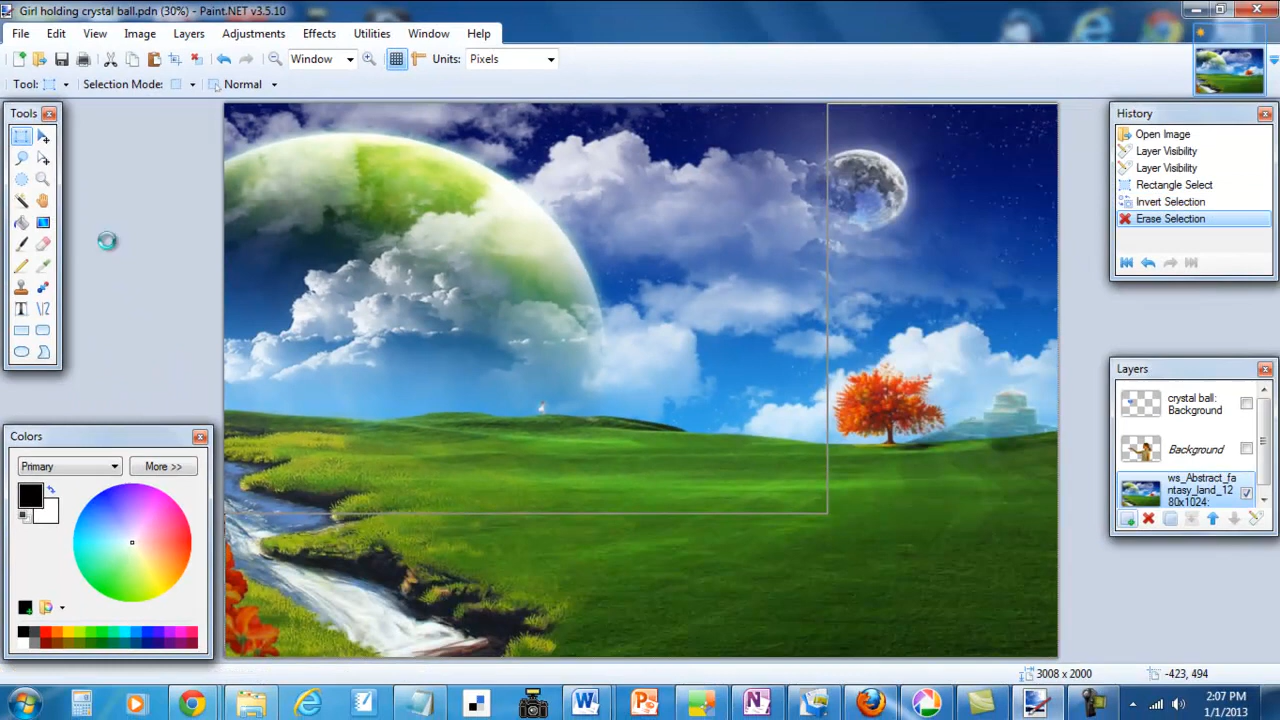 Girl holding crystal ball.pdn (30%) - Paint.NET v3.5.10
File Edit View Image Layers Adjustments Effects Utilities Window Help
Window Units: Pixels
Tool: Selection Mode: Normal
Tools
History
Open Image
Layer Visibility
Layer Visibility
Rectangle Select
Invert Selection
Erase Selection
Layers
crystal ball:
Background
Background
ws_Abstract_fa
ntasy_land_12
80x1024:
Colors
Primary More >>
3008 x 2000 -423, 494
2:07 PM
1/1/2013